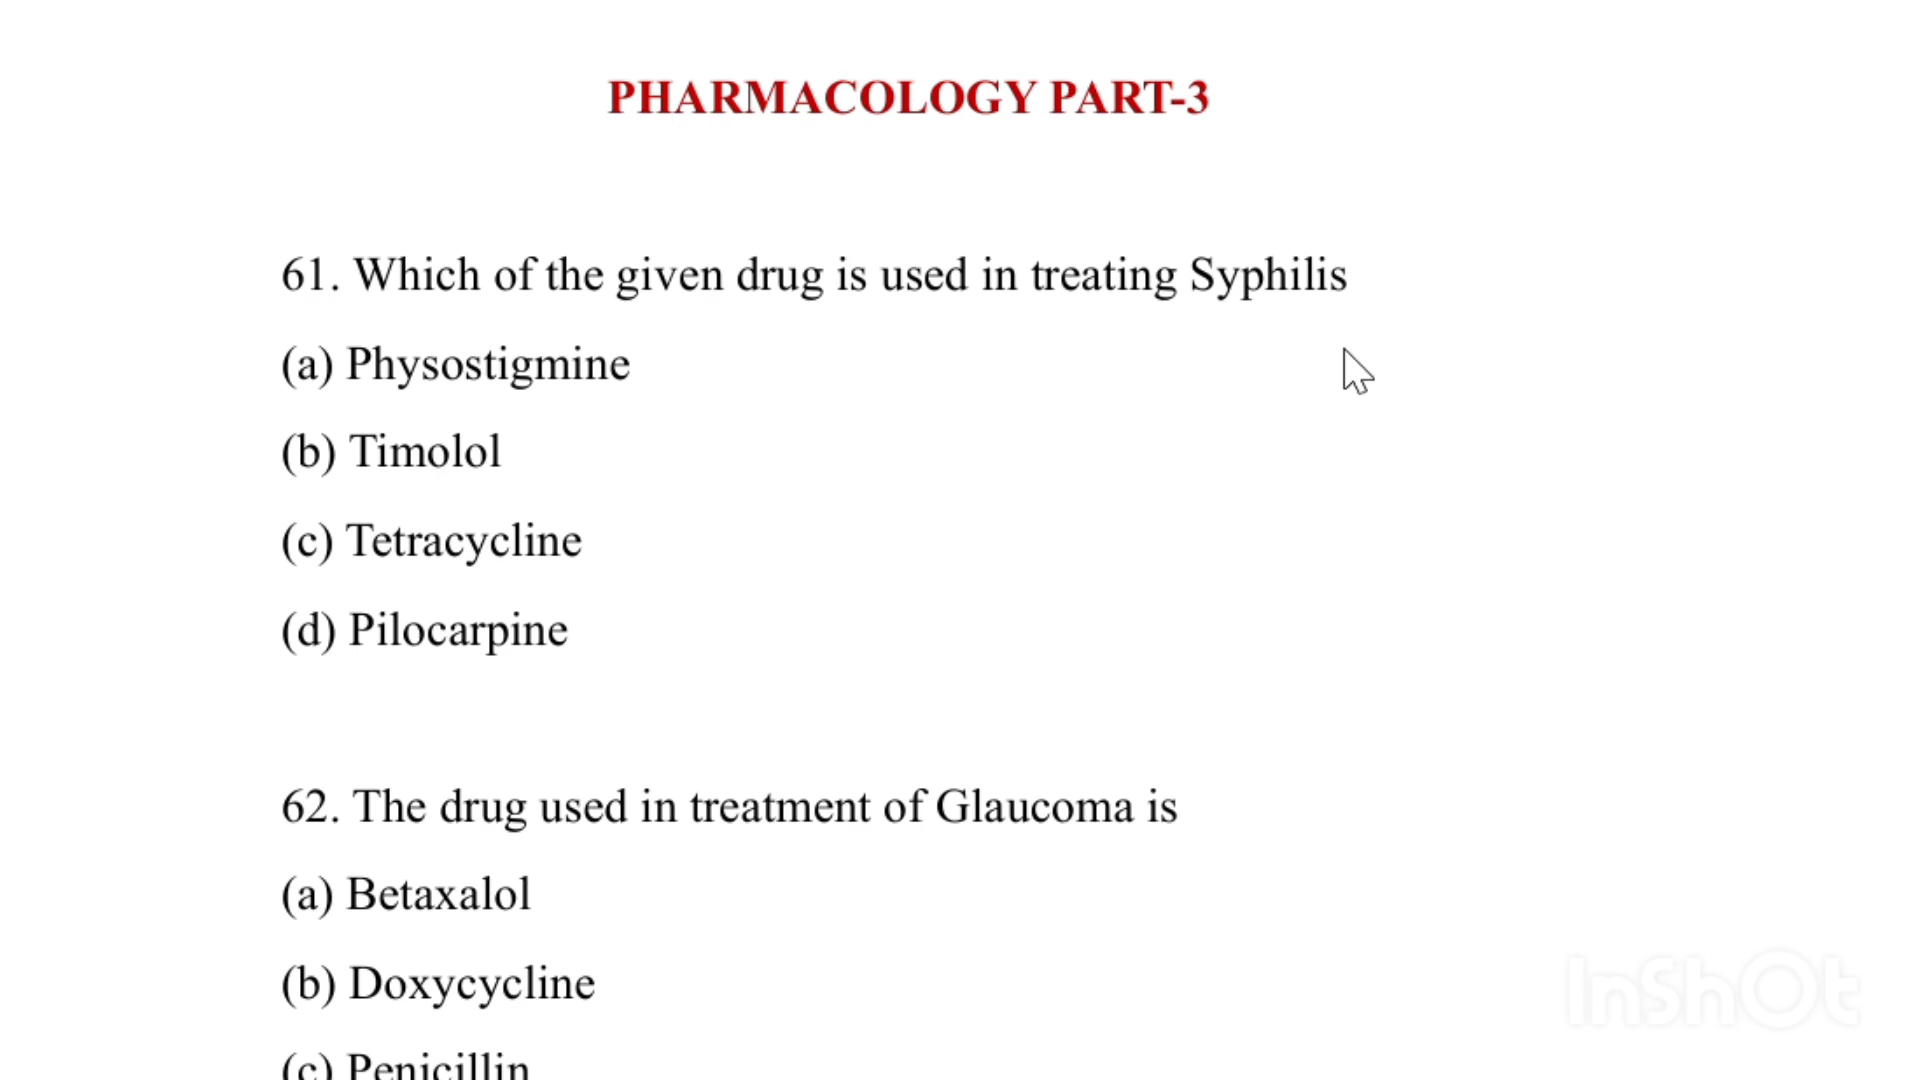 PHARMACOLOGY PART-3
61. Which of the given drug is used in treating Syphilis
(a) Physostigmine
(b) Timolol
(c) Tetracycline
(d) Pilocarpine
62. The drug used in treatment of Glaucoma is
(a) Betaxalol
(b) Doxycycline
(c) Penicillin
InShOt